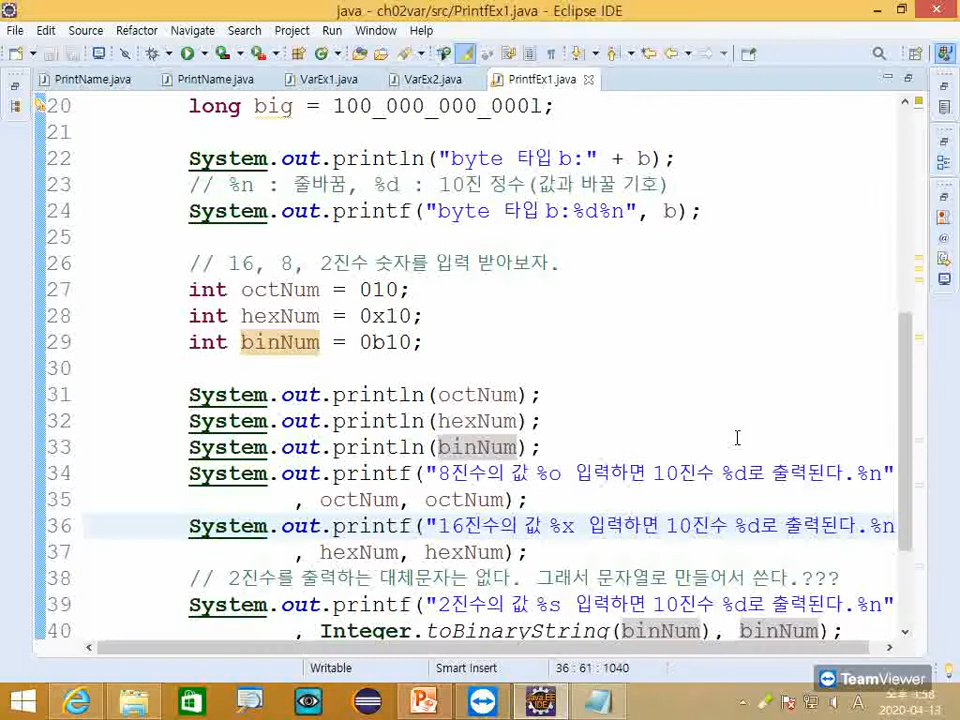 java - ch02var/src/PrintfEx1.java - Eclipse IDE
File Edit Source Refactor Navigate Search Project Run Window Help
PrintName.java PrintName.java VarEx1.java VarEx2.java PrintfEx1.java
20 long big = 100_000_000_000l;
21
22 System.out.println("byte 타입 b:" + b);
23 // %n : 줄바꿈, %d : 10진 정수(값과 바꿀 기호)
24 System.out.printf("byte 타입 b:%d%n", b);
25
26 // 16, 8, 2진수 숫자를 입력 받아보자.
27 int octNum = 010;
28 int hexNum = 0x10;
29 int binNum = 0b10;
30
31 System.out.println(octNum);
32 System.out.println(hexNum);
33 System.out.println(binNum);
34 System.out.printf("8진수의 값 %o 입력하면 10진수 %d로 출력된다.%n"
35 , octNum, octNum);
36 System.out.printf("16진수의 값 %x 입력하면 10진수 %d로 출력된다.%n
37 , hexNum, hexNum);
38 // 2진수를 출력하는 대체문자는 없다. 그래서 문자열로 만들어서 쓴다.???
39 System.out.printf("2진수의 값 %s 입력하면 10진수 %d로 출력된다.%n"
40 , Integer.toBinaryString(binNum), binNum);
Writable Smart Insert 36 : 61 : 1040
TeamViewer
A 오후 3:58
2020-04-13